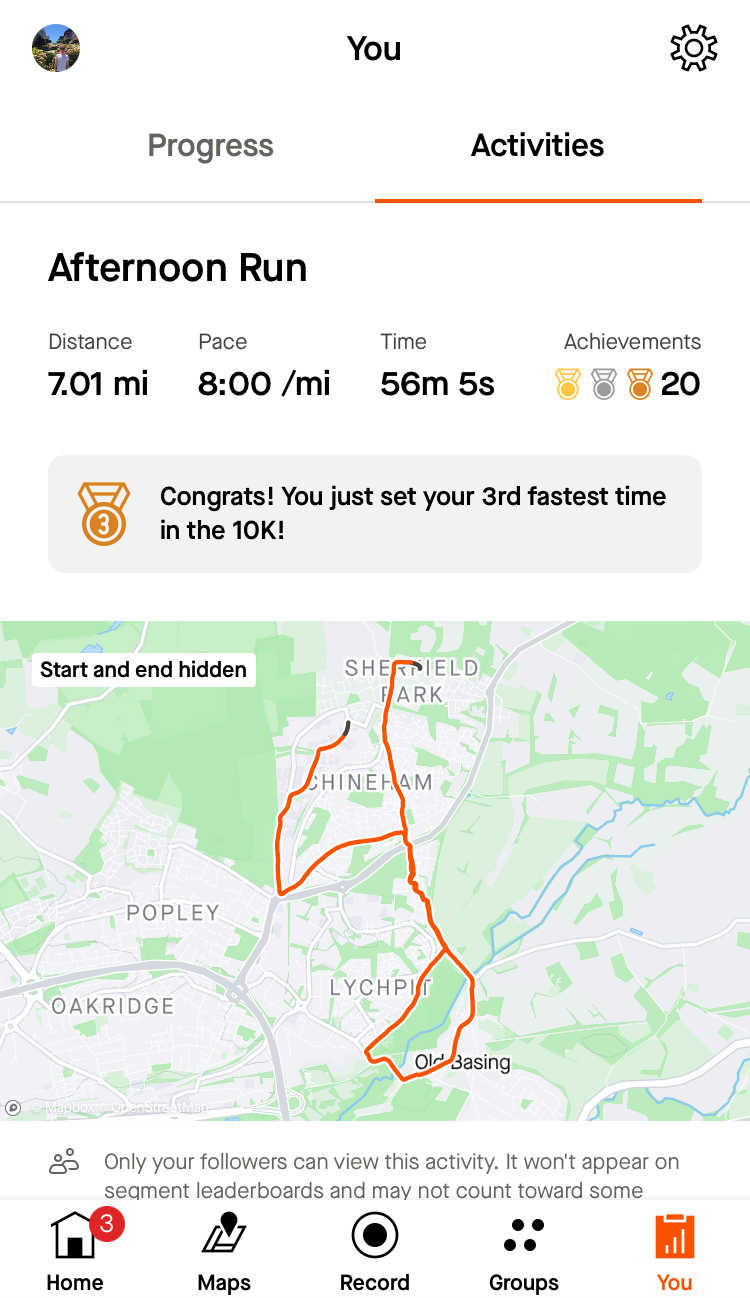 You
Progress
Activities
Afternoon Run
Distance
Pace
Time
Achievements
7.01 mi
8:00 /mi
56m 5s
20
3
Congrats! You just set your 3rd fastest time
in the 10K!
Start and end hidden
SHERFIELD
PARK
CHINEHAM
POPLEY
LYCHPIT
OAKRIDGE
Old Basing
© Mapbox © OpenStreetMap
Only your followers can view this activity. It won't appear on
segment leaderboards and may not count toward some
3
Home
Maps
Record
Groups
You